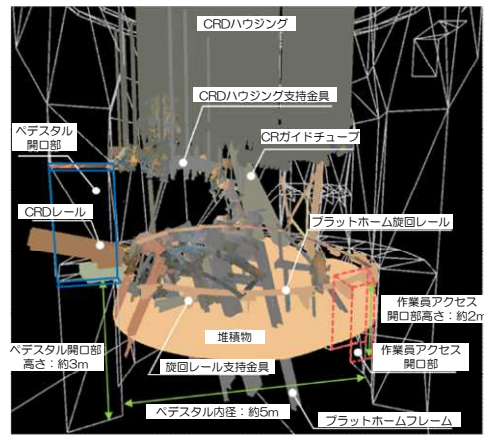 CRDハウジング
CRDハウジング支持金具
ペデスタル
開口部
CRガイドチューブ
CRDレール
プラットホーム旋回レール
作業員アクセス
開口部高さ：約2m
堆積物
ペデスタル開口部
高さ：約3m
旋回レール支持金具
作業員アクセス
開口部
ペデスタル内径：約5m
プラットホームフレーム